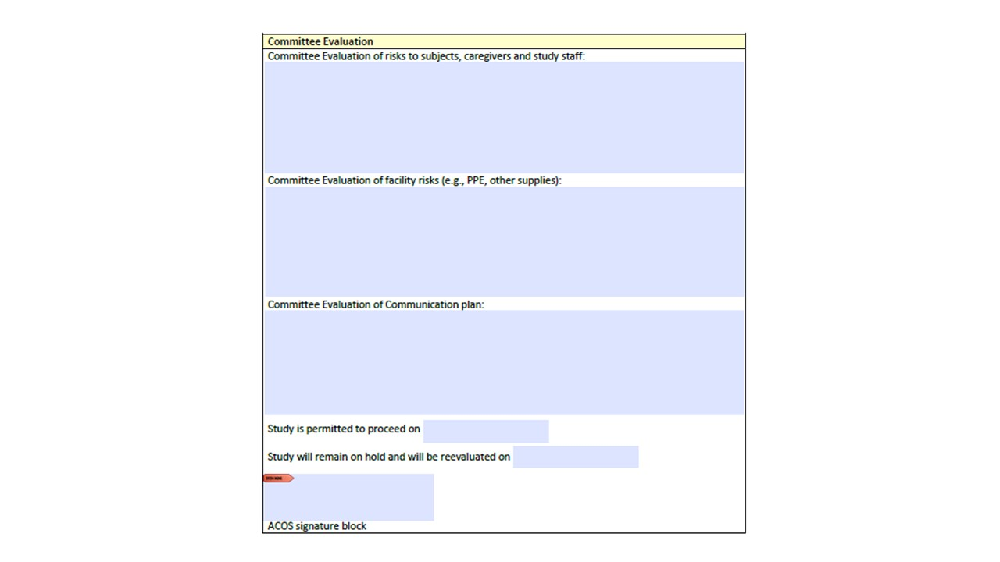 Committee Evaluation
Committee Evaluation of risks to subjects, caregivers and study staff:
Committee Evaluation of facility risks (e.g., PPE, other supplies):
Committee Evaluation of Communication plan:
Study is permitted to proceed on
Study will remain on hold and will be reevaluated on
ACOS signature block